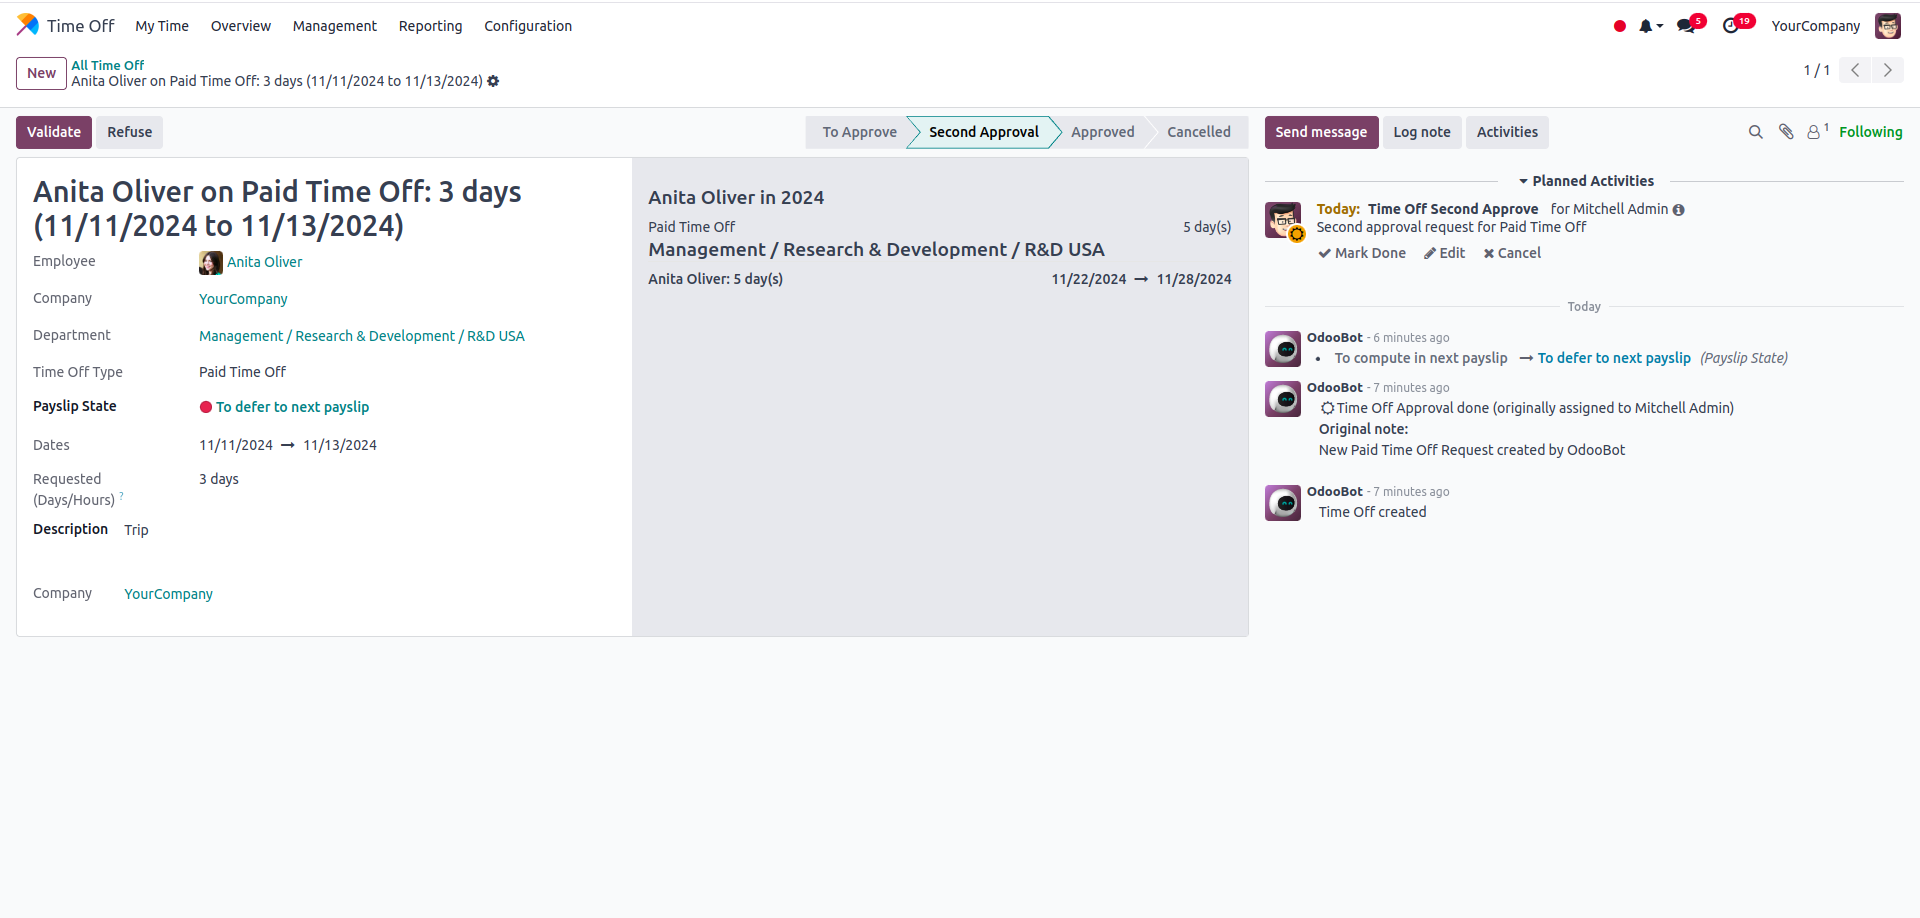 Time Off My Time Overview Management Reporting Configuration 5 19 YourCompany
New
All Time Off
Anita Oliver on Paid Time Off: 3 days (11/11/2024 to 11/13/2024)
1 / 1
Validate Refuse To Approve Second Approval Approved Cancelled
Anita Oliver on Paid Time Off: 3 days
(11/11/2024 to 11/13/2024)
Employee Anita Oliver
Company YourCompany
Department Management / Research & Development / R&D USA
Time Off Type Paid Time Off
Payslip State To defer to next payslip
Dates 11/11/2024 → 11/13/2024
Requested
(Days/Hours) ? 3 days
Description Trip
Company YourCompany
Anita Oliver in 2024
Paid Time Off 5 day(s)
Management / Research & Development / R&D USA
Anita Oliver: 5 day(s) 11/22/2024 → 11/28/2024
Send message Log note Activities 1 Following
Planned Activities
Today: Time Off Second Approve for Mitchell Admin
Second approval request for Paid Time Off
Mark Done Edit Cancel
Today
OdooBot - 6 minutes ago
• To compute in next payslip → To defer to next payslip (Payslip State)
OdooBot - 7 minutes ago
Time Off Approval done (originally assigned to Mitchell Admin)
Original note:
New Paid Time Off Request created by OdooBot
OdooBot - 7 minutes ago
Time Off created